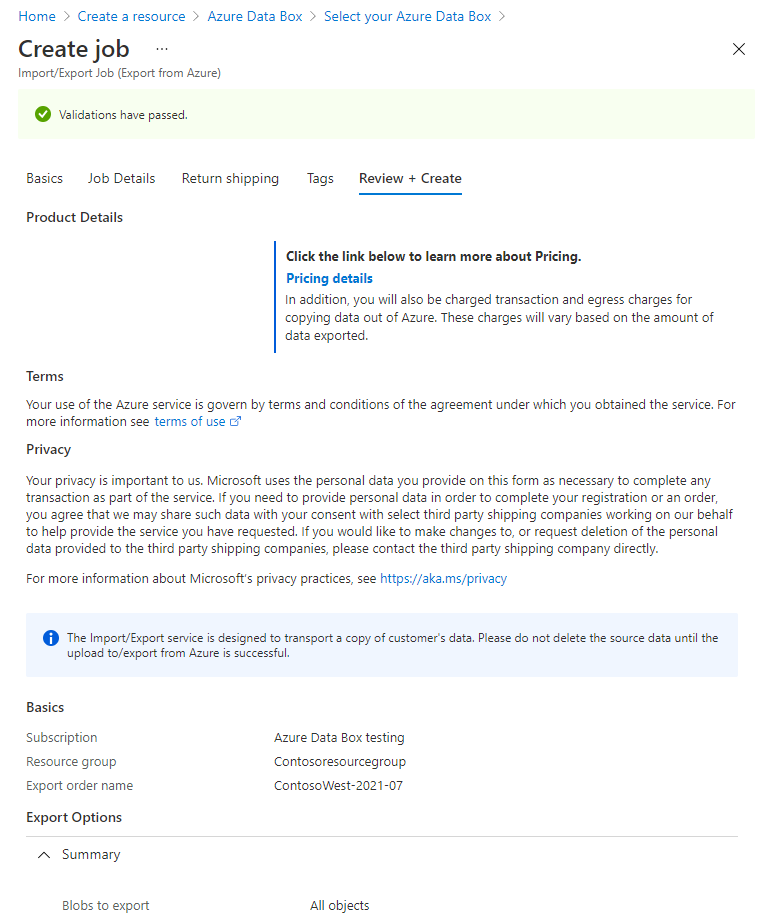 Home > Create a resource > Azure Data Box > Select your Azure Data Box >
Create job ...
Import/Export Job (Export from Azure)
Validations have passed.
Basics Job Details Return shipping Tags Review + Create
Product Details
Click the link below to learn more about Pricing.
Pricing details
In addition, you will also be charged transaction and egress charges for
copying data out of Azure. These charges will vary based on the amount of
data exported.
Terms
Your use of the Azure service is govern by terms and conditions of the agreement under which you obtained the service. For
more information see terms of use
Privacy
Your privacy is important to us. Microsoft uses the personal data you provide on this form as necessary to complete any
transaction as part of the service. If you need to provide personal data in order to complete your registration or an order,
you agree that we may share such data with your consent with select third party shipping companies working on our behalf
to help provide the service you have requested. If you would like to make changes to, or request deletion of the personal
data provided to the third party shipping companies, please contact the third party shipping company directly.
For more information about Microsoft's privacy practices, see https://aka.ms/privacy
The Import/Export service is designed to transport a copy of customer's data. Please do not delete the source data until the
upload to/export from Azure is successful.
Basics
Subscription Azure Data Box testing
Resource group Contosoresourcegroup
Export order name ContosoWest-2021-07
Export Options
Summary
Blobs to export All objects